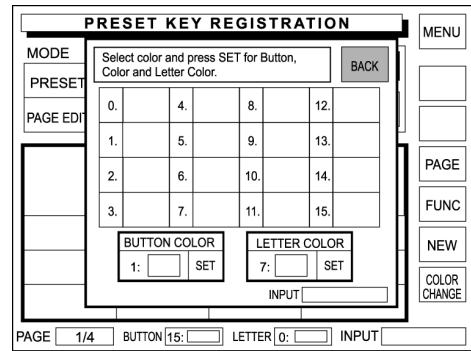 PRESET KEY REGISTRATION
MENU
MODE
PRESET
PAGE EDI
Select color and press SET for Button,
Color and Letter Color.
BACK
0. 4. 8. 12.
1. 5. 9. 13.
2. 6. 10. 14.
3. 7. 11. 15.
BUTTON COLOR
1: SET
LETTER COLOR
7: SET
INPUT
PAGE
FUNC
NEW
COLOR
CHANGE
PAGE 1/4 BUTTON 15: LETTER 0: INPUT